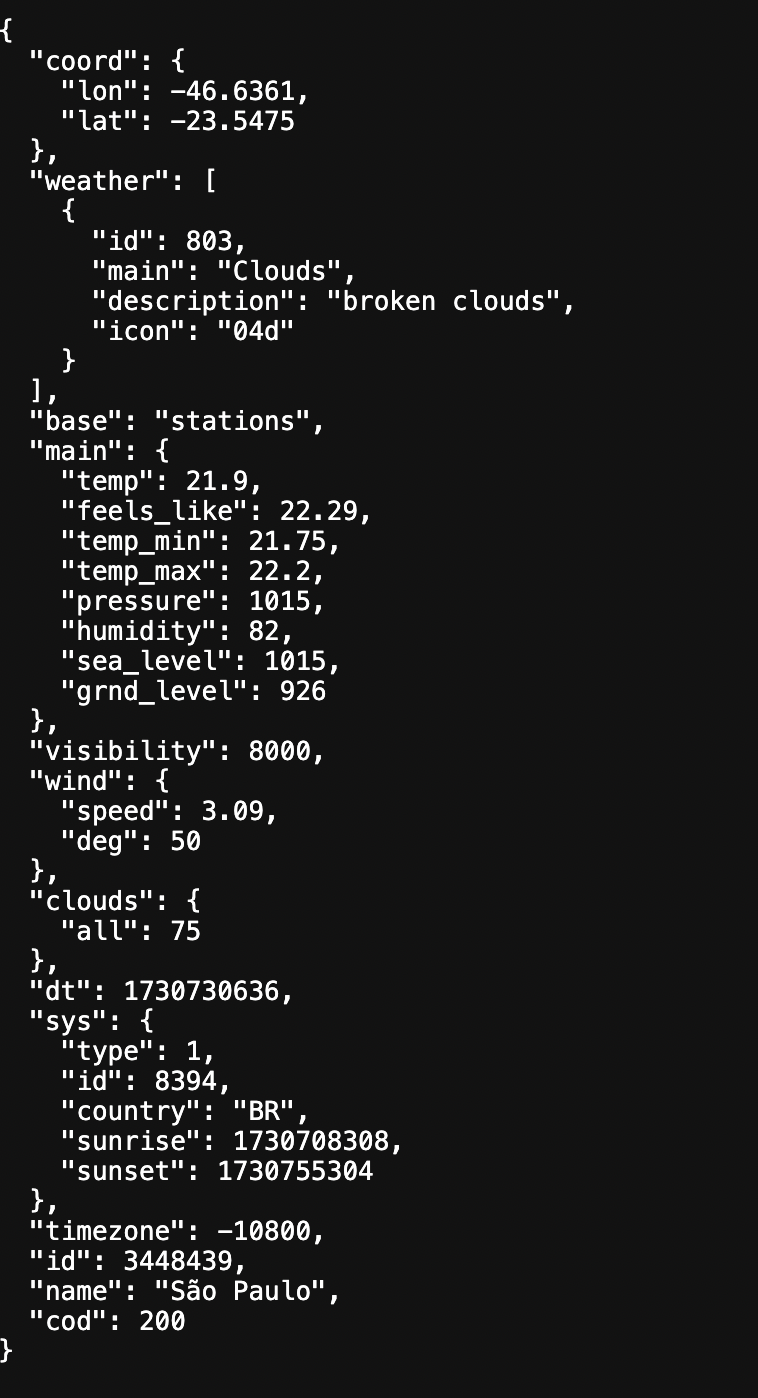 {
  "coord": {
    "lon": −46.6361,
    "lat": −23.5475
  },
  "weather": [
    {
      "id": 803,
      "main": "Clouds",
      "description": "broken clouds",
      "icon": "04d"
    }
  ],
  "base": "stations",
  "main": {
    "temp": 21.9,
    "feels_like": 22.29,
    "temp_min": 21.75,
    "temp_max": 22.2,
    "pressure": 1015,
    "humidity": 82,
    "sea_level": 1015,
    "grnd_level": 926
  },
  "visibility": 8000,
  "wind": {
    "speed": 3.09,
    "deg": 50
  },
  "clouds": {
    "all": 75
  },
  "dt": 1730730636,
  "sys": {
    "type": 1,
    "id": 8394,
    "country": "BR",
    "sunrise": 1730708308,
    "sunset": 1730755304
  },
  "timezone": −10800,
  "id": 3448439,
  "name": "São Paulo",
  "cod": 200
}